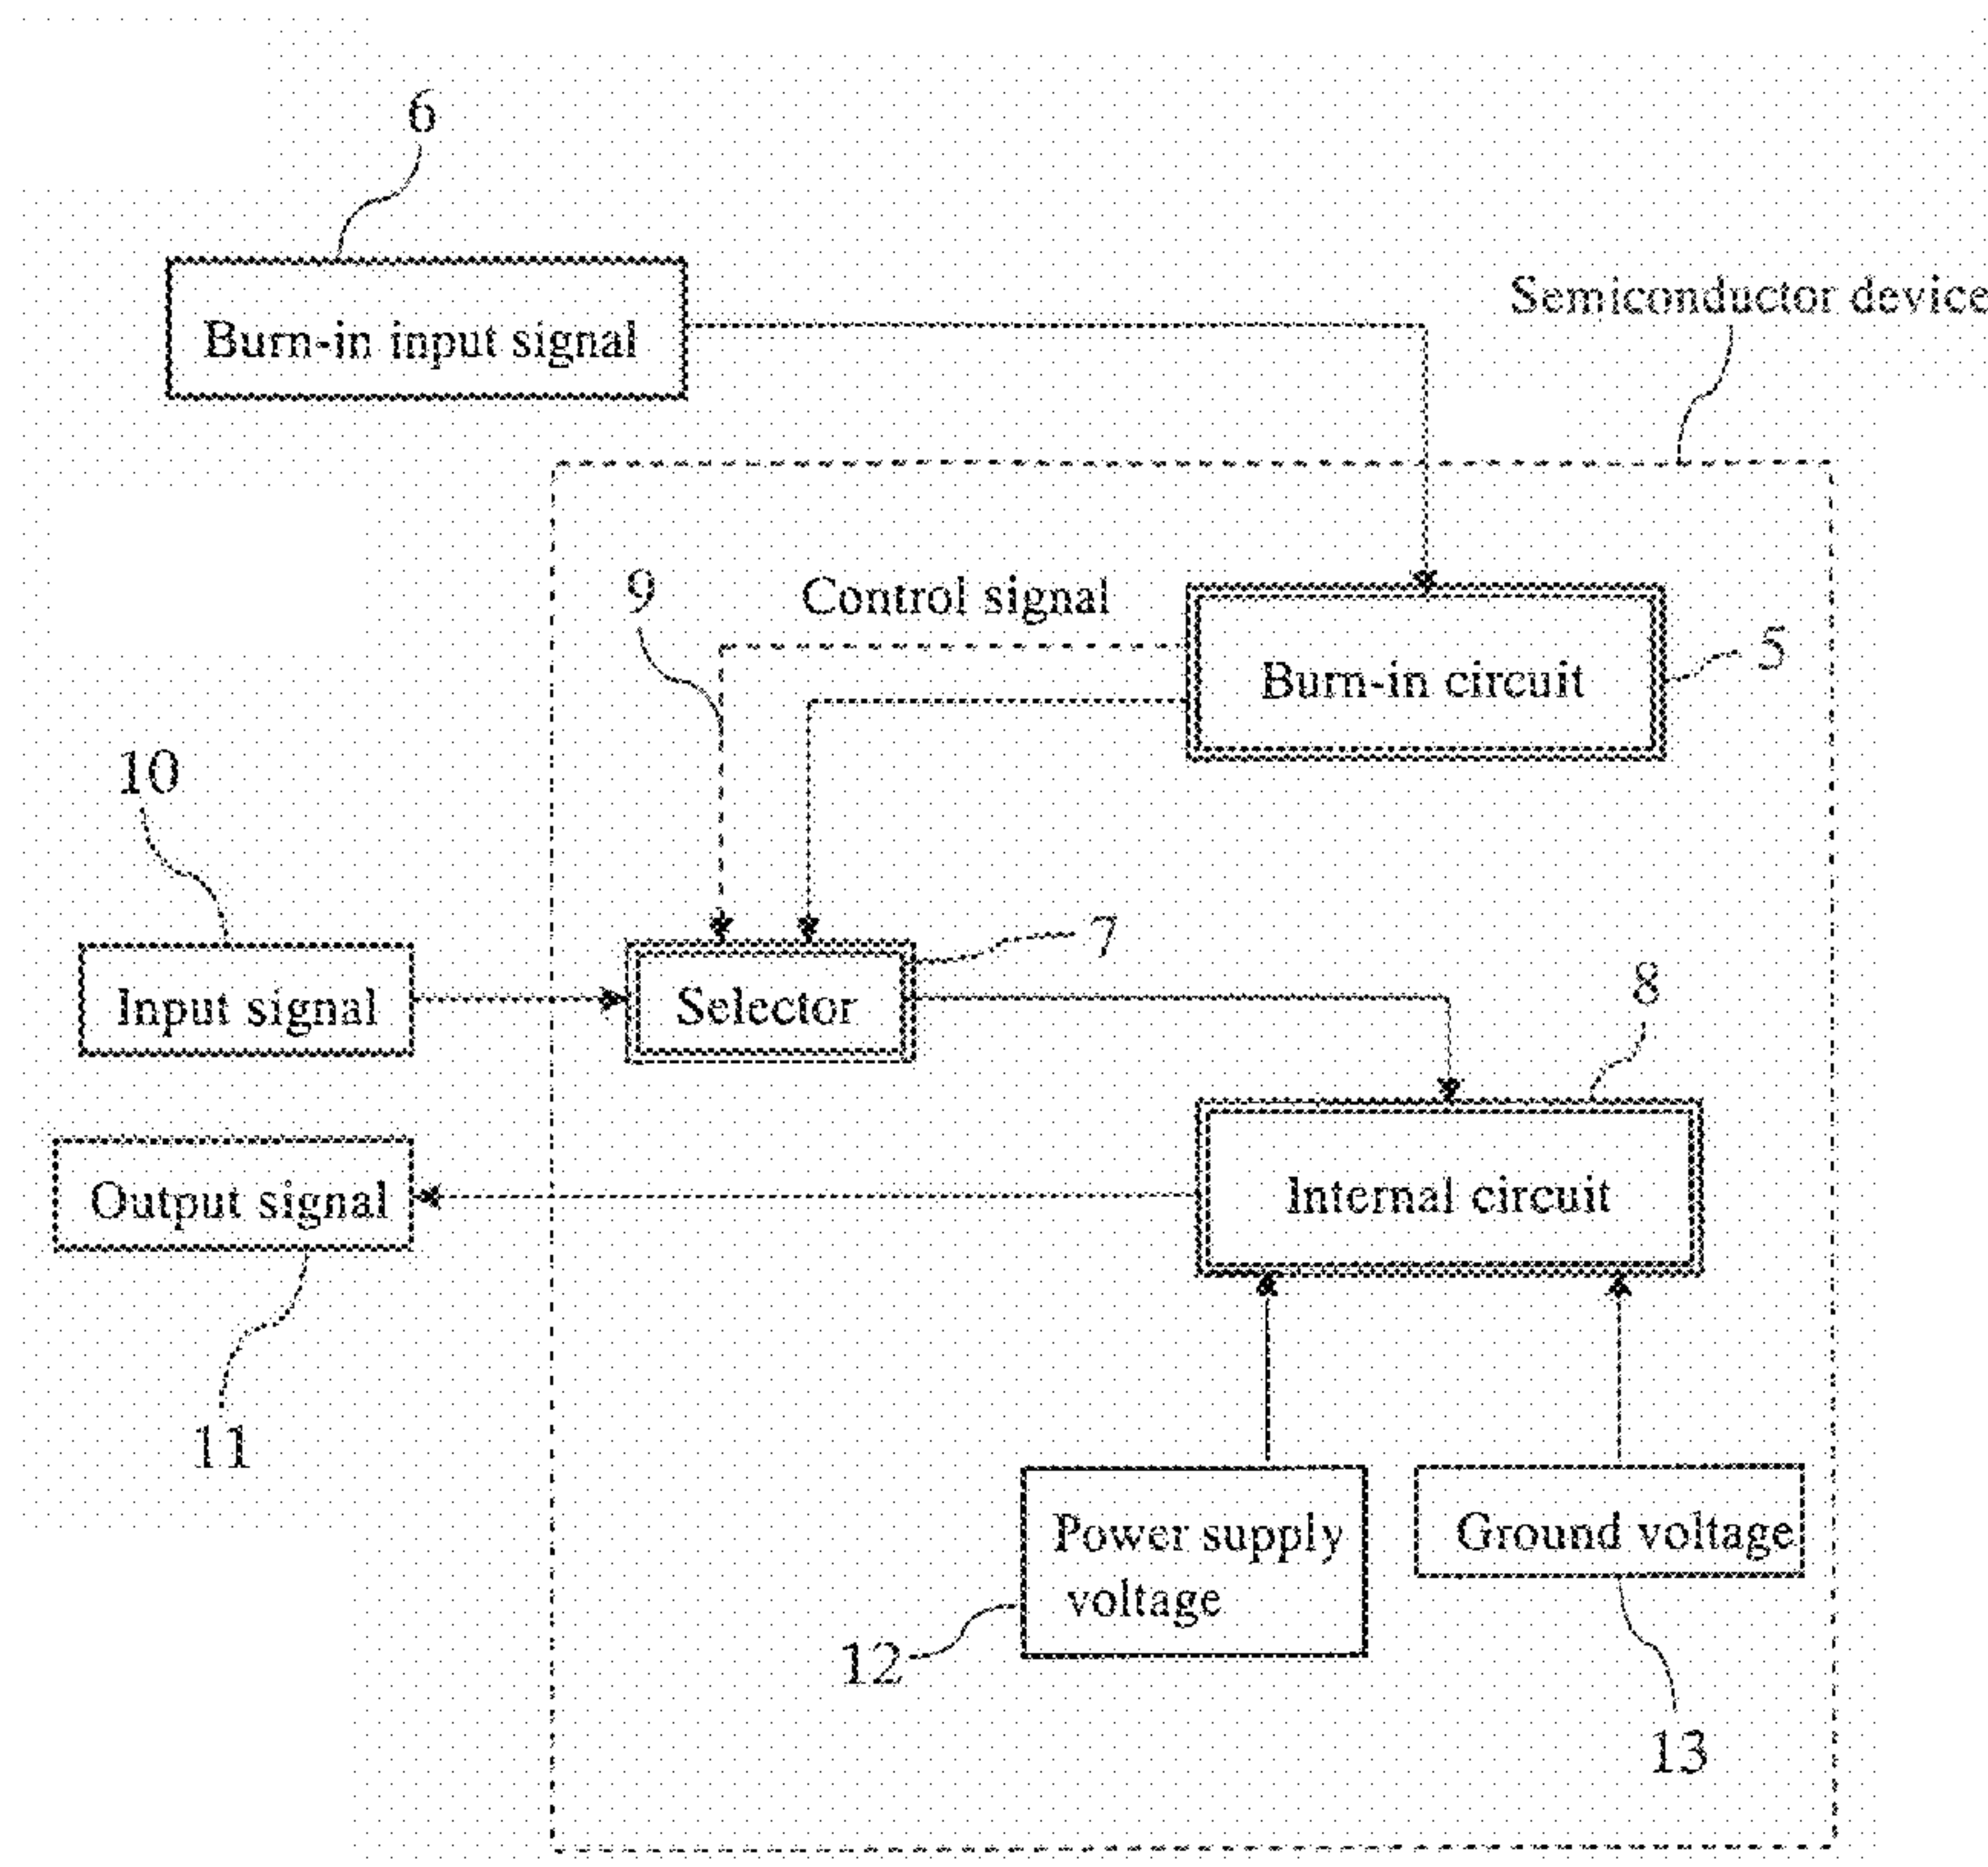 6
Burn-in input signal
Semiconductor device
9
Control signal
Burn-in circuit
5
10
7
Input signal
Selector
8
Output signal
Internal circuit
11
Power supply
voltage
Ground voltage
12
13